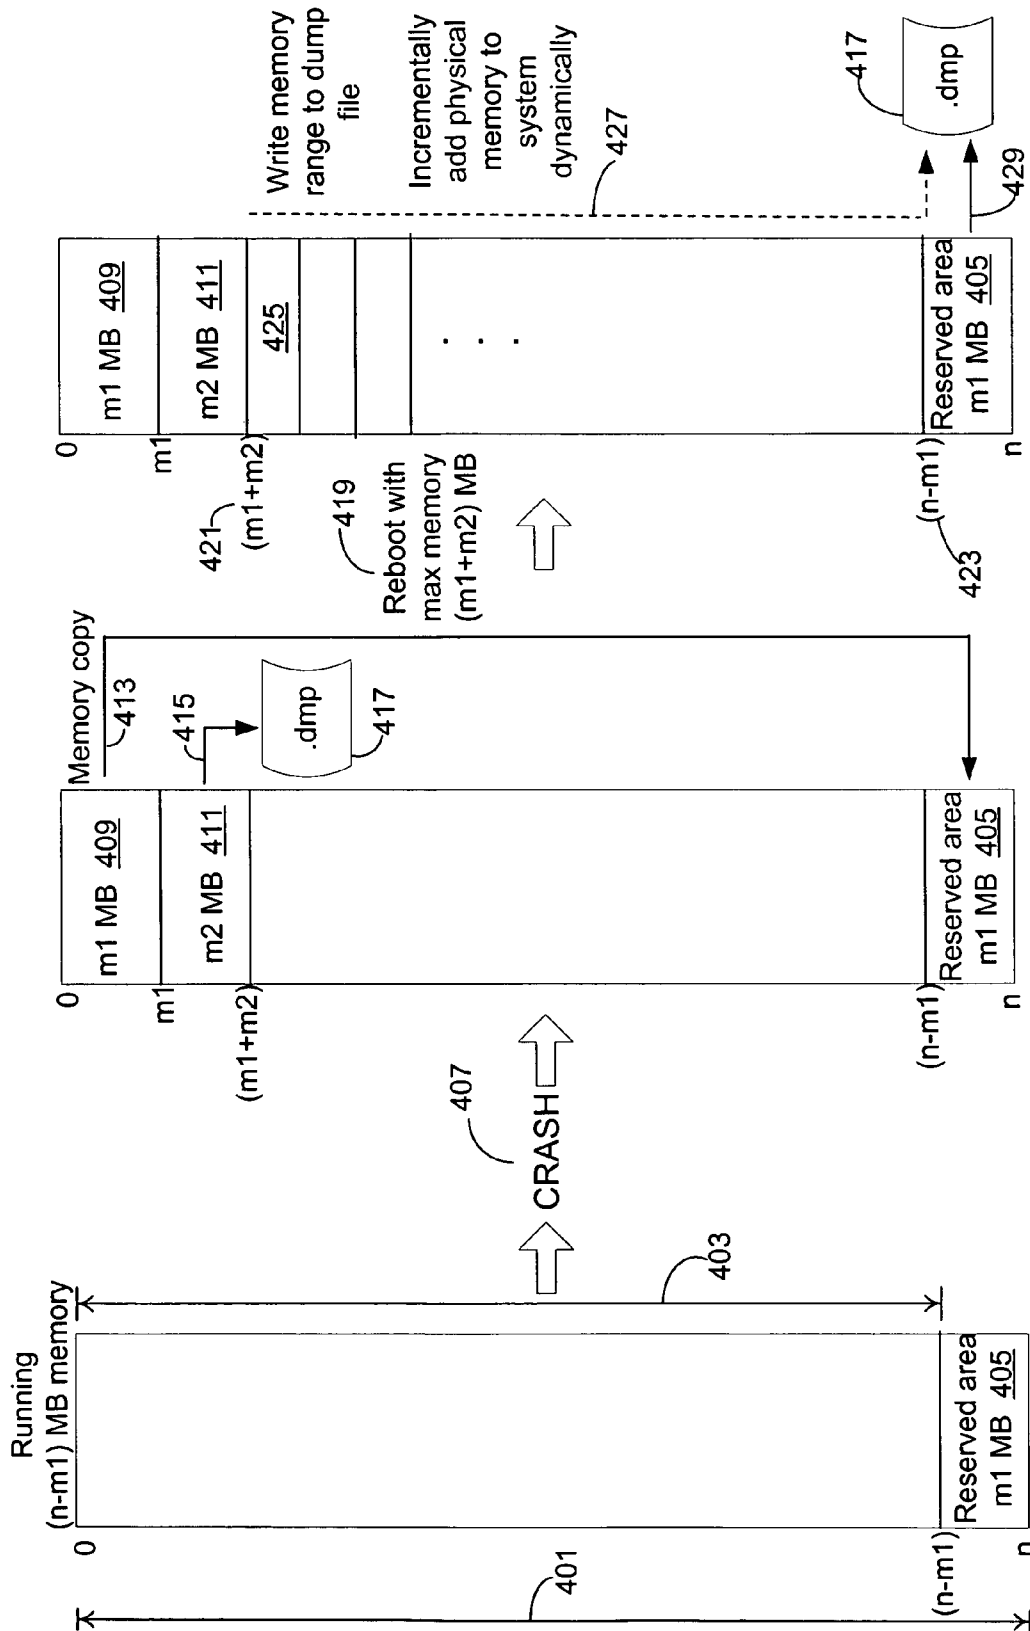 Running
(n-m1) MB memory
0
401
403
(n-m1)
Reserved area
m1 MB 405
n
407
CRASH
Memory copy
413
0
m1 MB 409
m1
415
m2 MB 411
(m1+m2)
.dmp
417
(n-m1)
Reserved area
m1 MB 405
n
419
Reboot with
max memory
(m1+m2) MB
0
m1 MB 409
m1
m2 MB 411
421
(m1+m2)
425
. . .
423
(n-m1)
Reserved area
m1 MB 405
n
Write memory
range to dump
file
Incrementally
add physical
memory to
system
dynamically
427
417
.dmp
429